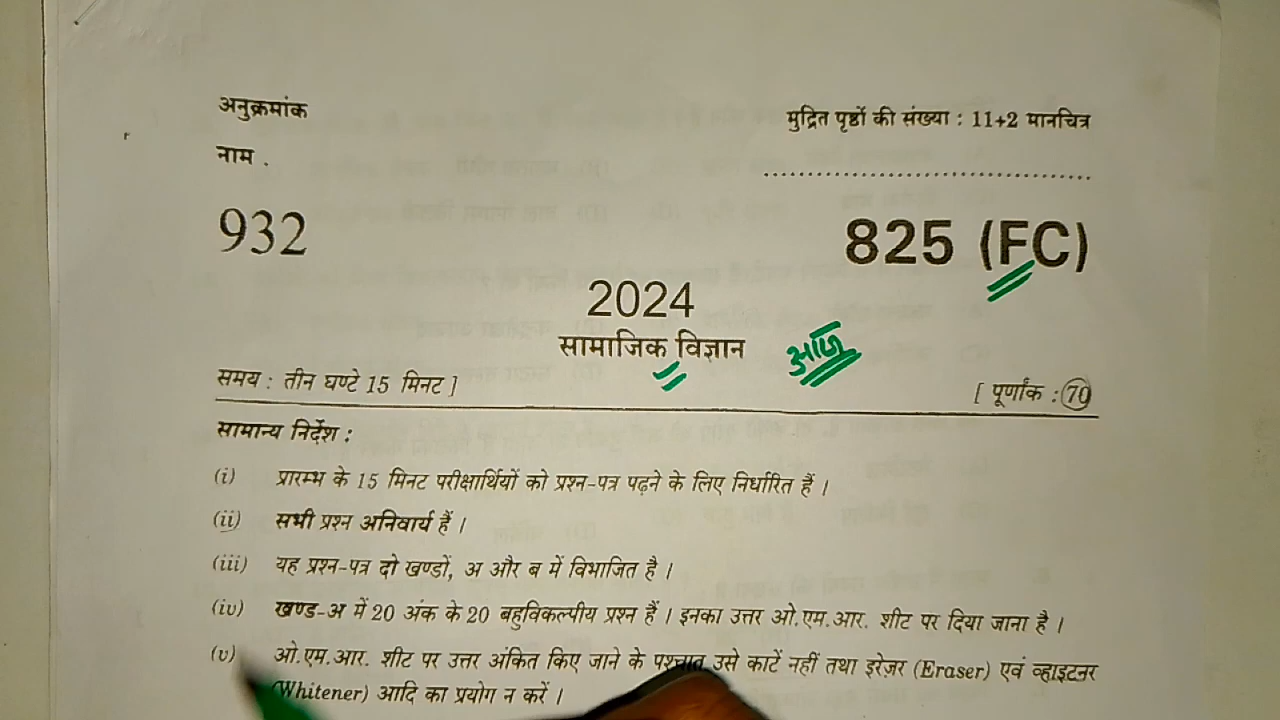 अनुक्रमांक
मुद्रित पृष्ठों की संख्या : 11+2 मानचित्र
नाम .
932
825 (FC)
2024
सामाजिक विज्ञान
आज
समय : तीन घण्टे 15 मिनट ]
[ पूर्णांक : 70
सामान्य निर्देश :
(i) प्रारम्भ के 15 मिनट परीक्षार्थियों को प्रश्न-पत्र पढ़ने के लिए निर्धारित हैं ।
(ii) सभी प्रश्न अनिवार्य हैं ।
(iii) यह प्रश्न-पत्र दो खण्डों, अ और ब में विभाजित है ।
(iv) खण्ड-अ में 20 अंक के 20 बहुविकल्पीय प्रश्न हैं । इनका उत्तर ओ.एम.आर. शीट पर दिया जाना है ।
(v) ओ.एम.आर. शीट पर उत्तर अंकित किए जाने के पश्चात उसे काटें नहीं तथा इरेज़र (Eraser) एवं व्हाइटनर
(Whitener) आदि का प्रयोग न करें ।